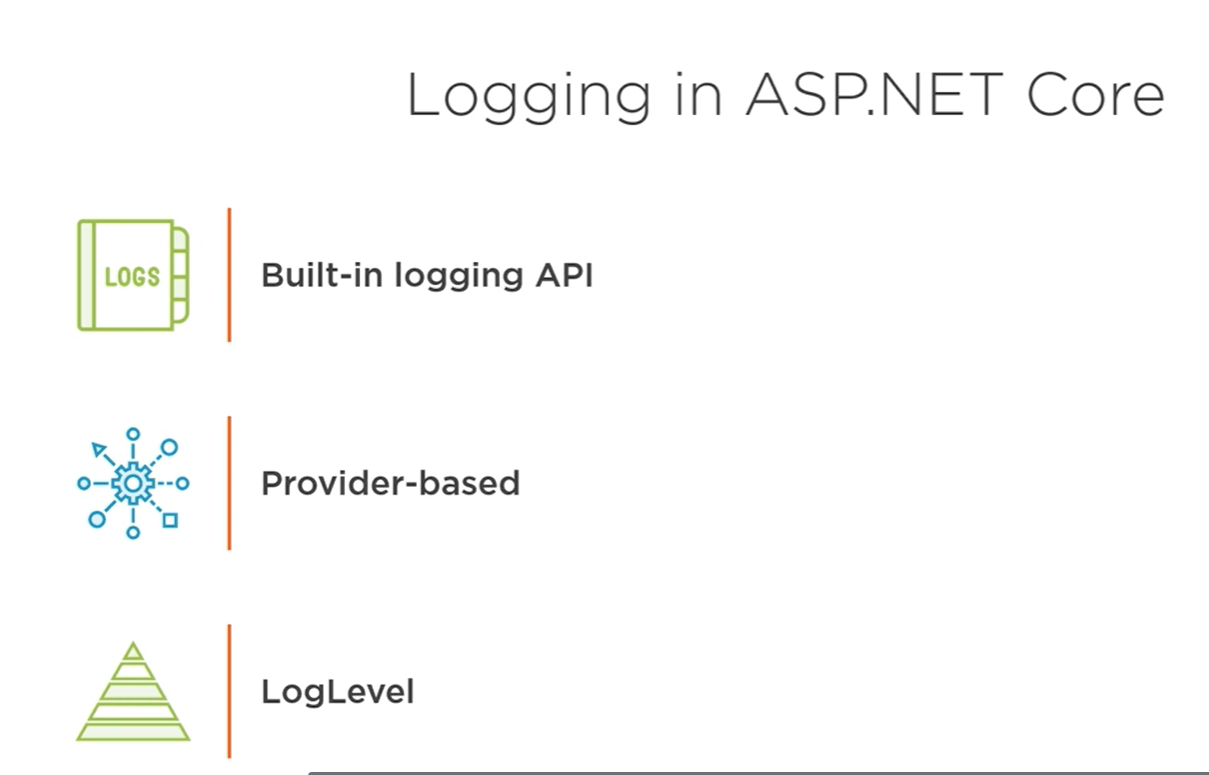 Logging in ASP.NET Core
LOGS
Built-in logging API
Provider-based
LogLevel